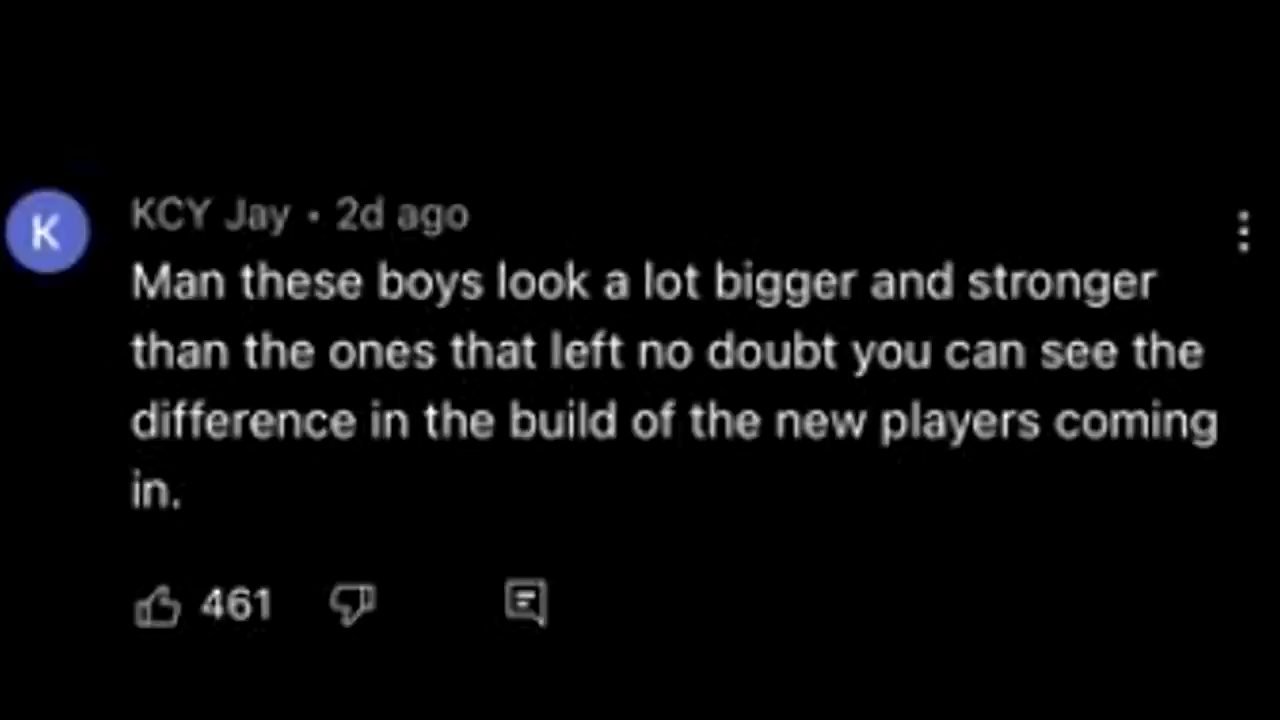 K
KCY Jay • 2d ago
Man these boys look a lot bigger and stronger
than the ones that left no doubt you can see the
difference in the build of the new players coming
in.
461